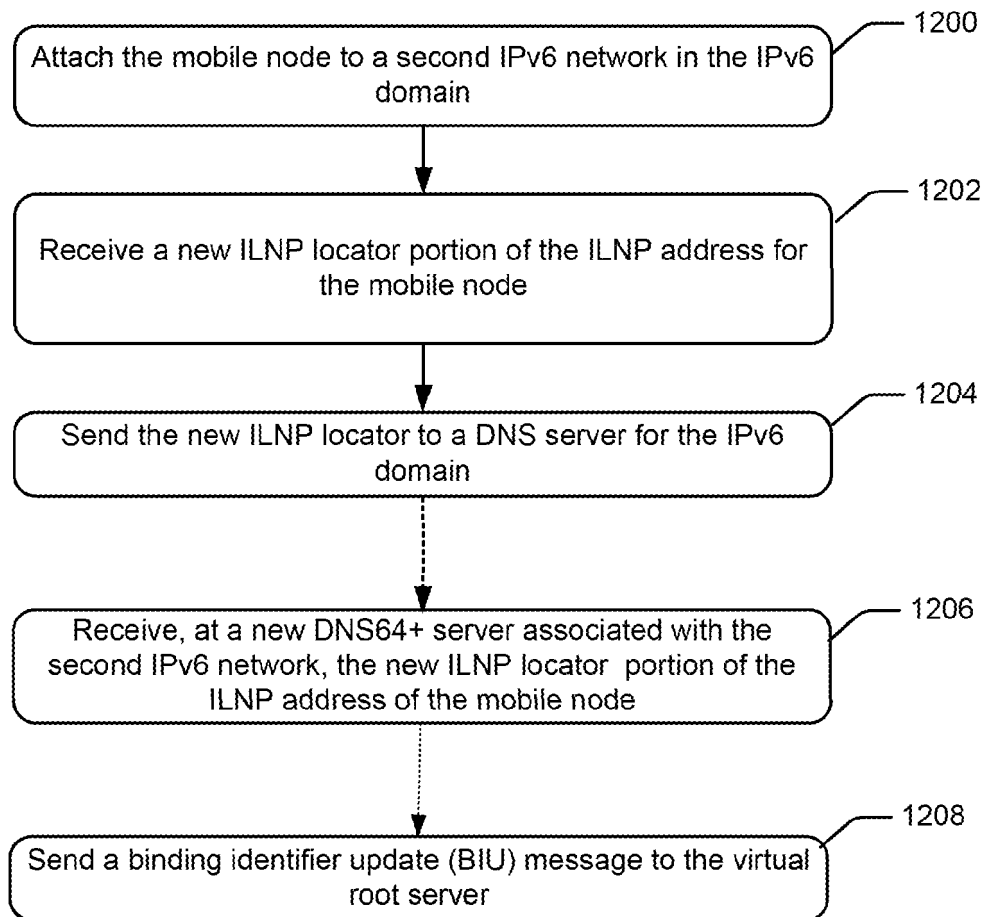 1200
Attach the mobile node to a second IPv6 network in the IPv6
domain
1202
Receive a new ILNP locator portion of the ILNP address for
the mobile node
1204
Send the new ILNP locator to a DNS server for the IPv6
domain
1206
Receive, at a new DNS64+ server associated with the
second IPv6 network, the new ILNP locator portion of the
ILNP address of the mobile node
1208
Send a binding identifier update (BIU) message to the virtual
root server